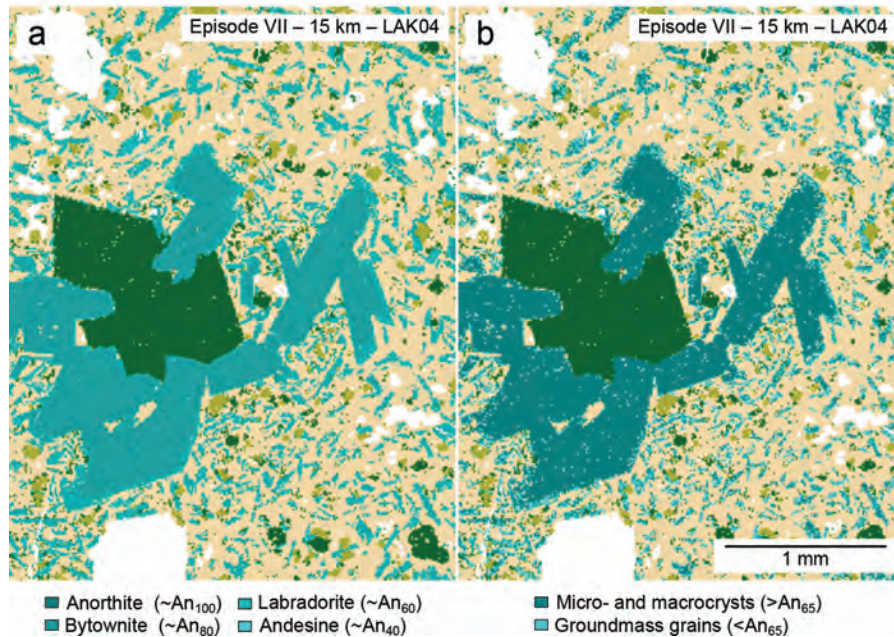 a
Episode VII – 15 km – LAK04
b
Episode VII – 15 km – LAK04
1 mm
Anorthite (~An₁₀₀)
Labradorite (~An₆₀)
Micro- and macrocrysts (>An₆₅)
Bytownite (~An₈₀)
Andesine (~An₄₀)
Groundmass grains (<An₆₅)